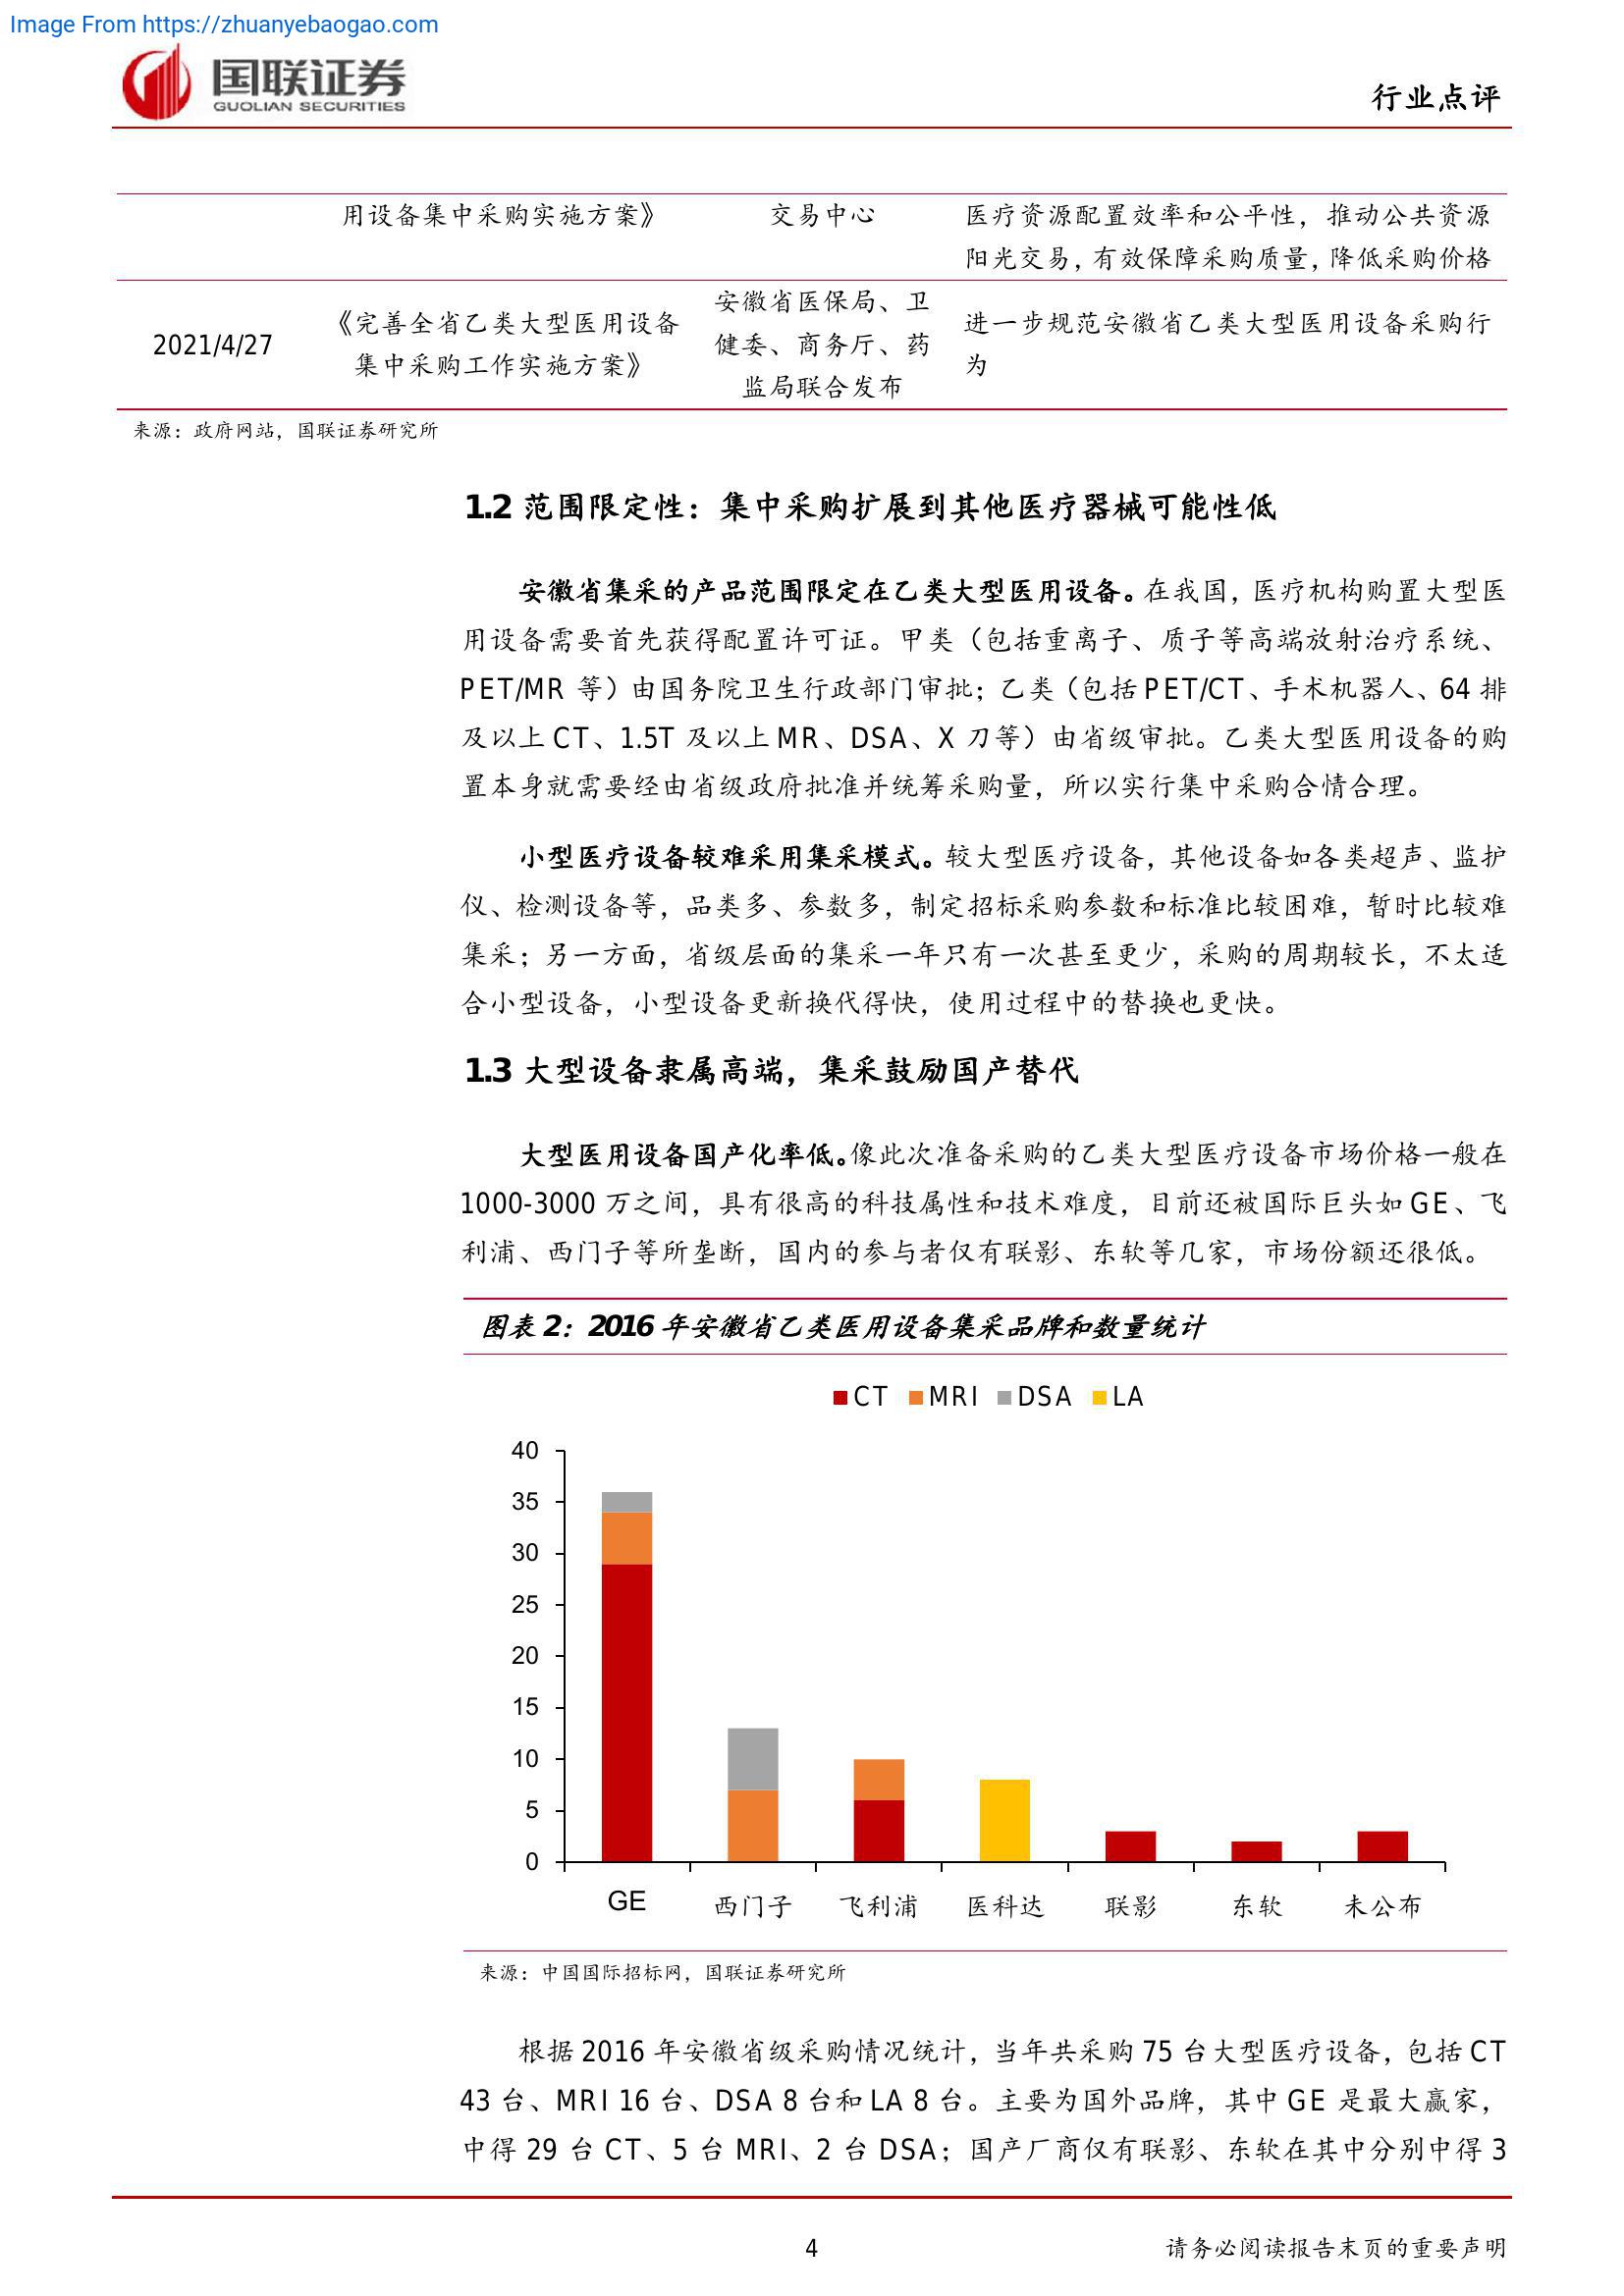 Image From https://zhuanyebaogao.com
国联证券
GUOLIAN SECURITIES
行业点评
用设备集中采购实施方案》
交易中心
医疗资源配置效率和公平性，推动公共资源
阳光交易，有效保障采购质量，降低采购价格
2021/4/27
《完善全省乙类大型医用设备
集中采购工作实施方案》
安徽省医保局、卫
健委、商务厅、药
监局联合发布
进一步规范安徽省乙类大型医用设备采购行
为
来源：政府网站，国联证券研究所
1.2 范围限定性：集中采购扩展到其他医疗器械可能性低
安徽省集采的产品范围限定在乙类大型医用设备。在我国，医疗机构购置大型医
用设备需要首先获得配置许可证。甲类（包括重离子、质子等高端放射治疗系统、
PET/MR 等）由国务院卫生行政部门审批；乙类（包括 PET/CT、手术机器人、64 排
及以上 CT、1.5T 及以上 MR、DSA、X 刀等）由省级审批。乙类大型医用设备的购
置本身就需要经由省级政府批准并统筹采购量，所以实行集中采购合情合理。
小型医疗设备较难采用集采模式。较大型医疗设备，其他设备如各类超声、监护
仪、检测设备等，品类多、参数多，制定招标采购参数和标准比较困难，暂时比较难
集采；另一方面，省级层面的集采一年只有一次甚至更少，采购的周期较长，不太适
合小型设备，小型设备更新换代得快，使用过程中的替换也更快。
1.3 大型设备隶属高端，集采鼓励国产替代
大型医用设备国产化率低。像此次准备采购的乙类大型医疗设备市场价格一般在
1000-3000 万之间，具有很高的科技属性和技术难度，目前还被国际巨头如 GE、飞
利浦、西门子等所垄断，国内的参与者仅有联影、东软等几家，市场份额还很低。
图表 2：2016 年安徽省乙类医用设备集采品牌和数量统计
CT MRI DSA LA
40
35
30
25
20
15
10
5
0
GE 西门子 飞利浦 医科达 联影 东软 未公布
来源：中国国际招标网，国联证券研究所
根据 2016 年安徽省级采购情况统计，当年共采购 75 台大型医疗设备，包括 CT
43 台、MRI 16 台、DSA 8 台和 LA 8 台。主要为国外品牌，其中 GE 是最大赢家，
中得 29 台 CT、5 台 MRI、2 台 DSA；国产厂商仅有联影、东软在其中分别中得 3
4
请务必阅读报告末页的重要声明